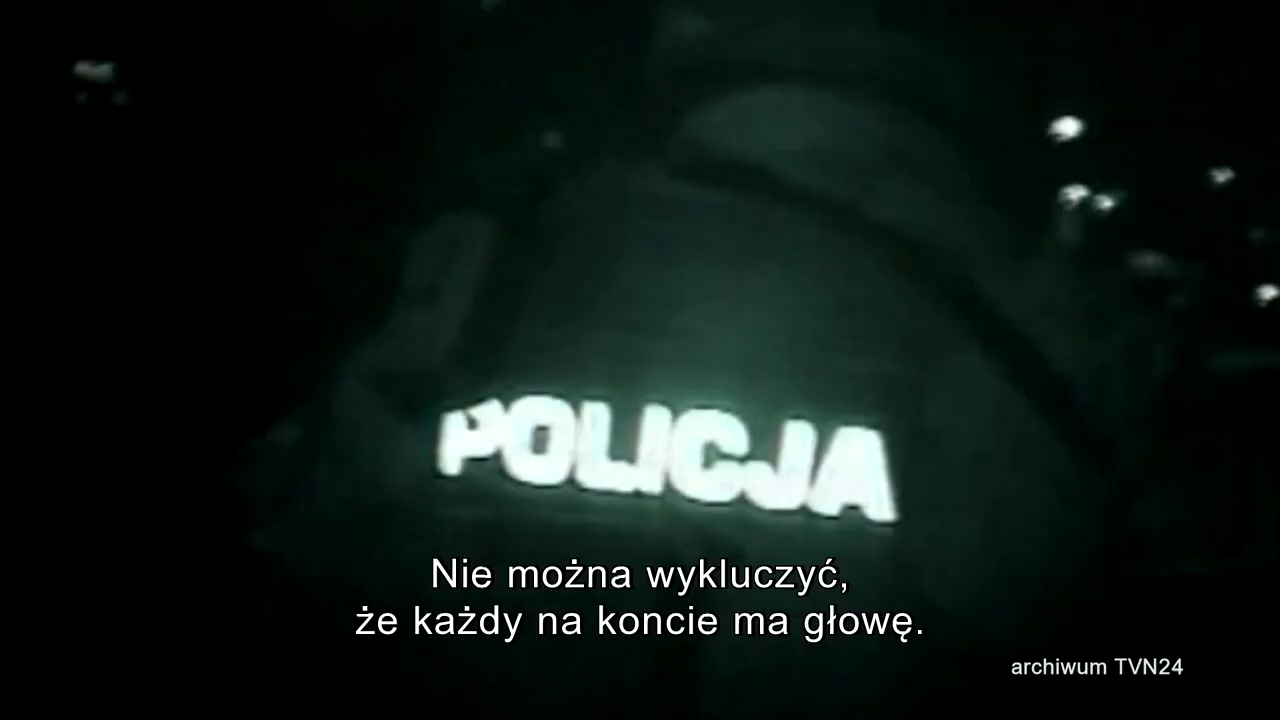 POLICJA
Nie można wykluczyć,
że każdy na koncie ma głowę.
archiwum TVN24